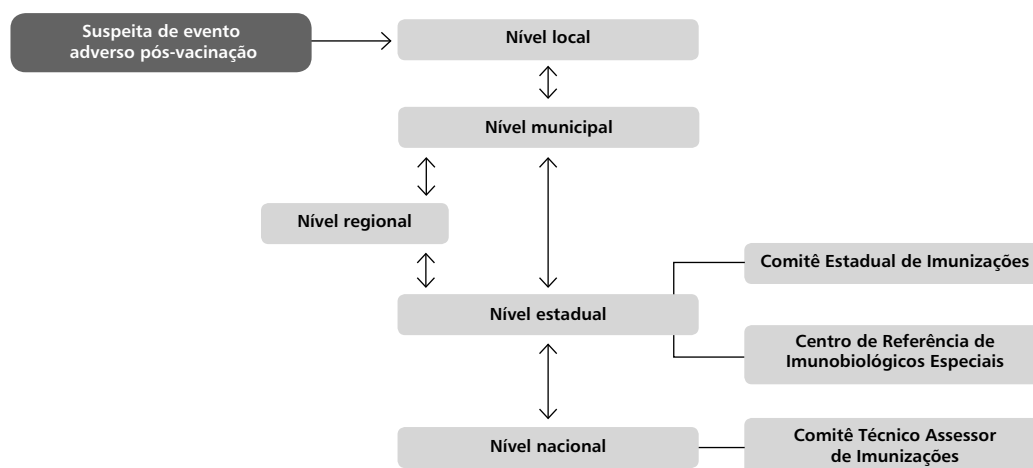 Suspeita de evento
adverso pós-vacinação
Nível local
Nível municipal
Nível regional
Nível estadual
Comitê Estadual de Imunizações
Centro de Referência de
Imunobiológicos Especiais
Nível nacional
Comitê Técnico Assessor
de Imunizações